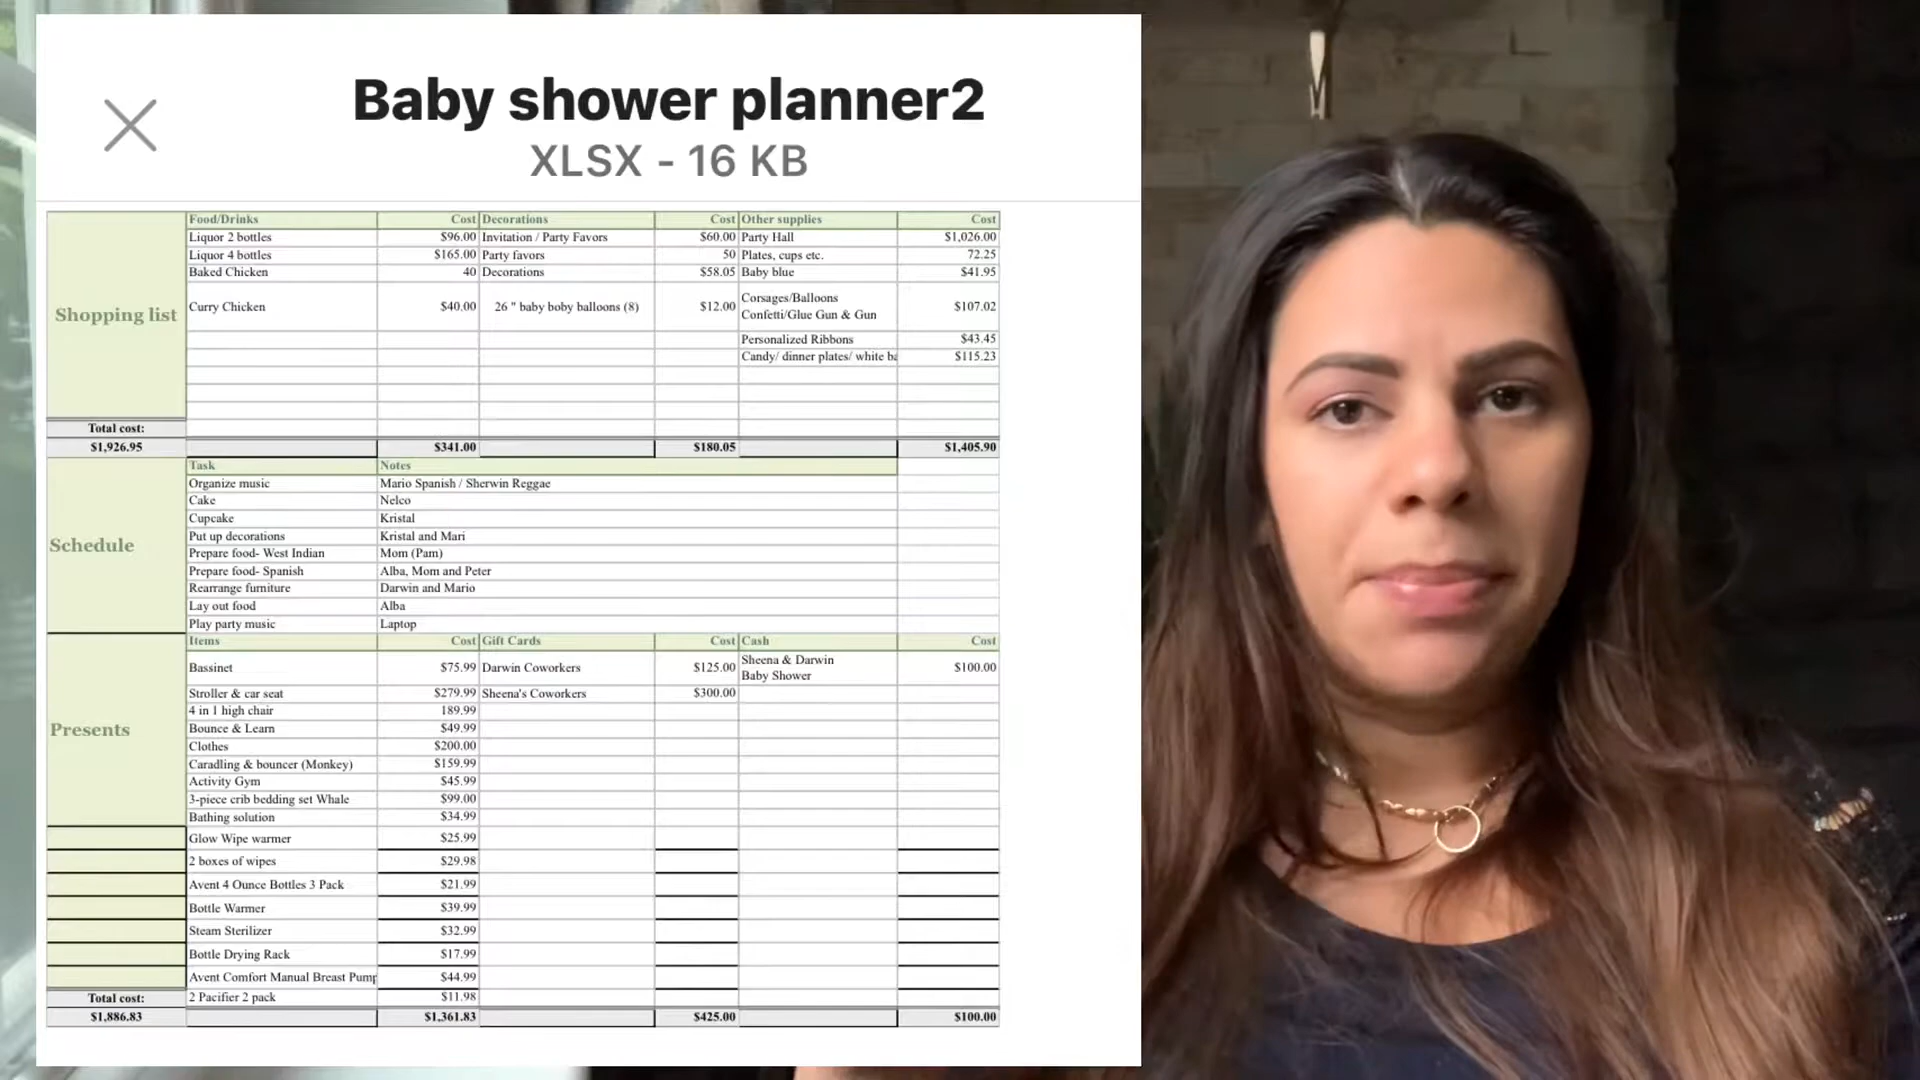 Baby shower planner2
XLSX - 16 KB
Food/Drinks Cost Decorations Cost Other supplies Cost
Liquor 2 bottles $96.00 Invitation / Party Favors $60.00 Party Hall $1,026.00
Liquor 4 bottles $165.00 Party favors 50 Plates, cups etc. 72.25
Baked Chicken 40 Decorations $58.05 Baby blue $41.95
Shopping list
Curry Chicken $40.00 26 " baby boby balloons (8) $12.00 Corsages/Balloons
Confetti/Glue Gun & Gun $107.02
Personalized Ribbons $43.45
Candy/ dinner plates/ white ba $115.23
Total cost:
$1,926.95 $341.00 $180.05 $1,405.90
Task Notes
Organize music Mario Spanish / Sherwin Reggae
Cake Nelco
Cupcake Kristal
Put up decorations Kristal and Mari
Schedule
Prepare food- West Indian Mom (Pam)
Prepare food- Spanish Alba, Mom and Peter
Rearrange furniture Darwin and Mario
Lay out food Alba
Play party music Laptop
Items Cost Gift Cards Cost Cash Cost
Bassinet $75.99 Darwin Coworkers $125.00 Sheena & Darwin
Baby Shower $100.00
Stroller & car seat $279.99 Sheena's Coworkers $300.00
4 in 1 high chair 189.99
Presents
Bounce & Learn $49.99
Clothes $200.00
Caradling & bouncer (Monkey) $159.99
Activity Gym $45.99
3-piece crib bedding set Whale $99.00
Bathing solution $34.99
Glow Wipe warmer $25.99
2 boxes of wipes $29.98
Avent 4 Ounce Bottles 3 Pack $21.99
Bottle Warmer $39.99
Steam Sterilizer $32.99
Bottle Drying Rack $17.99
Avent Comfort Manual Breast Pump $44.99
Total cost: 2 Pacifier 2 pack $11.98
$1,886.83 $1,361.83 $425.00 $100.00